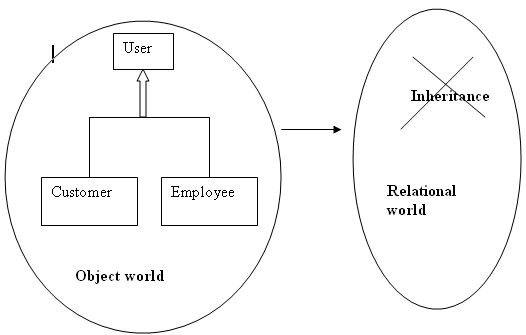 User
Inheritance
Customer
Employee
Relational
world
Object world